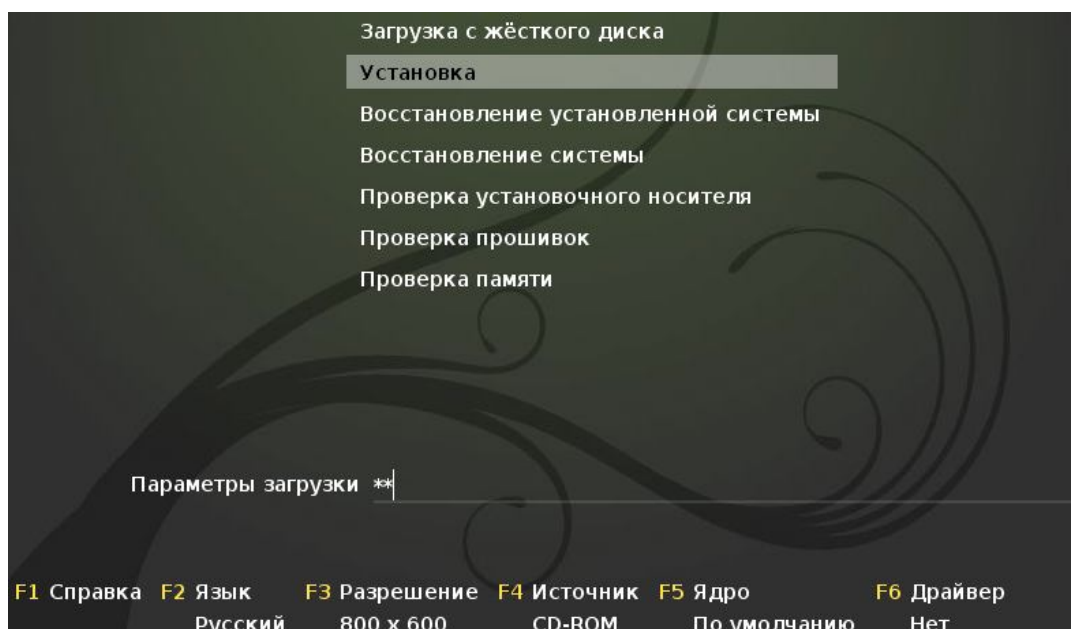 Загрузка с жёсткого диска
Установка
Восстановление установленной системы
Восстановление системы
Проверка установочного носителя
Проверка прошивок
Проверка памяти
Параметры загрузки **
F1 Справка F2 Язык F3 Разрешение F4 Источник F5 Ядро F6 Драйвер
Русский 800 x 600 CD-ROM По умолчанию Нет